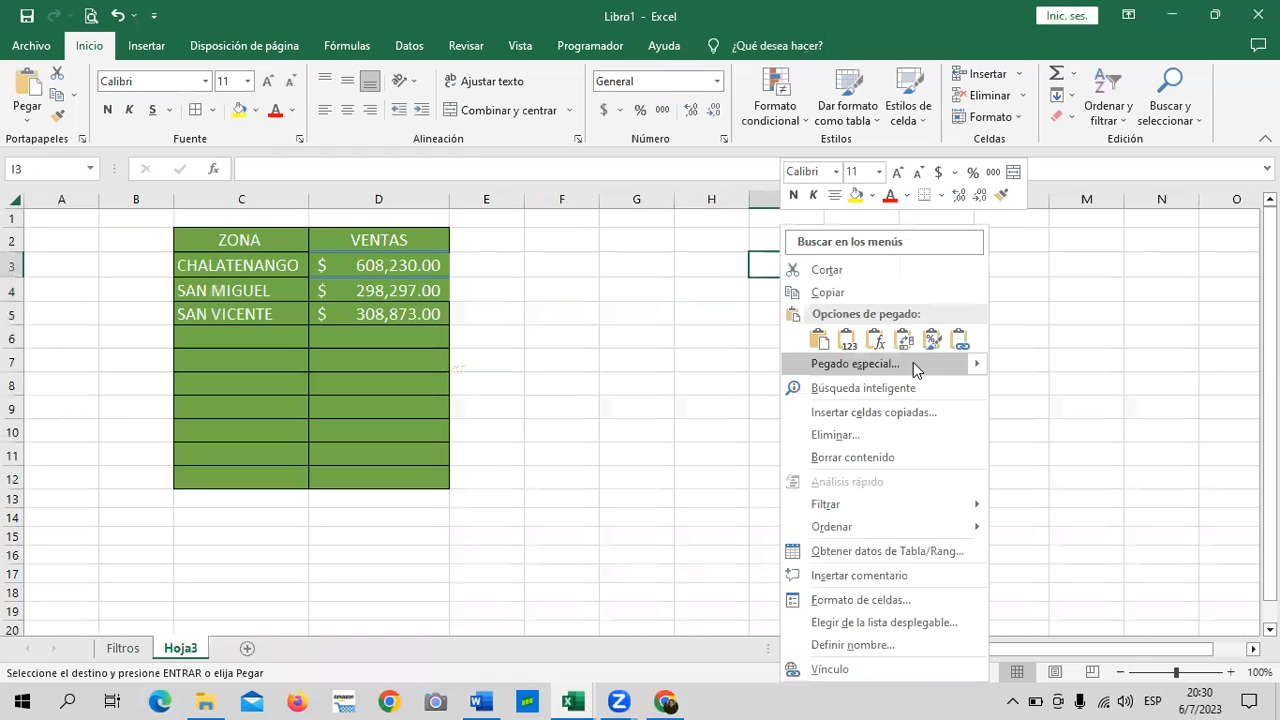 Libro1 - Excel
Inic. ses.
Archivo Inicio Insertar Disposición de página Fórmulas Datos Revisar Vista Programador Ayuda ¿Qué desea hacer?
Pegar
Calibri 11
N K S
Ajustar texto
Combinar y centrar
General
$ % 000
Formato condicional
Dar formato como tabla
Estilos de celda
Insertar
Eliminar
Formato
Ordenar y filtrar
Buscar y seleccionar
Portapapeles Fuente Alineación Número Estilos Celdas Edición
I3
fx
Calibri 11 $ % 000
N K
A B C D E F G H M N O
1
2 ZONA VENTAS
3 CHALATENANGO $ 608,230.00
4 SAN MIGUEL $ 298,297.00
5 SAN VICENTE $ 308,873.00
6
7
8
9
10
11
12
13
14
15
16
17
18
19
20
Buscar en los menús
Cortar
Copiar
Opciones de pegado:
123 fx %
Pegado especial...
Búsqueda inteligente
Insertar celdas copiadas...
Eliminar...
Borrar contenido
Análisis rápido
Filtrar
Ordenar
Obtener datos de Tabla/Rang...
Insertar comentario
Formato de celdas...
Elegir de la lista desplegable...
Definir nombre...
Vínculo
Filtros Hoja3
Seleccione el destino y presione ENTRAR o elija Pegar
100%
ESP
20:30
6/7/2023